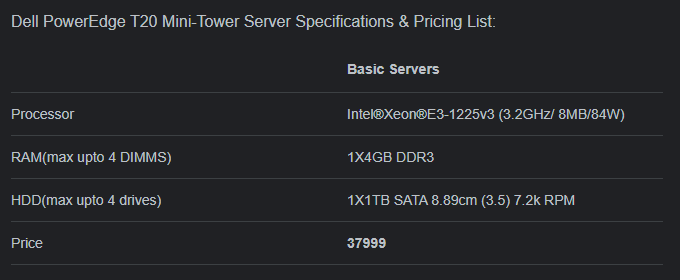 Dell PowerEdge T20 Mini-Tower Server Specifications & Pricing List:
Basic Servers
Processor Intel®Xeon®E3-1225v3 (3.2GHz/ 8MB/84W)
RAM(max upto 4 DIMMS) 1X4GB DDR3
HDD(max upto 4 drives) 1X1TB SATA 8.89cm (3.5) 7.2k RPM
Price 37999